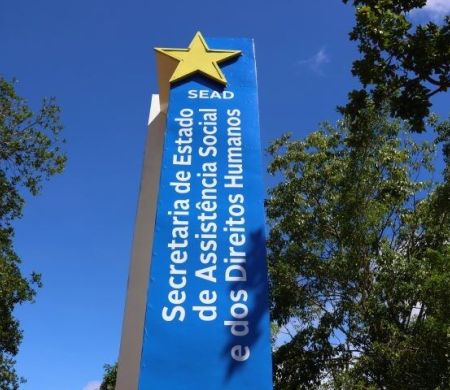 SEAD
Secretaria de Estado
de Assistência Social
e dos Direitos Humanos